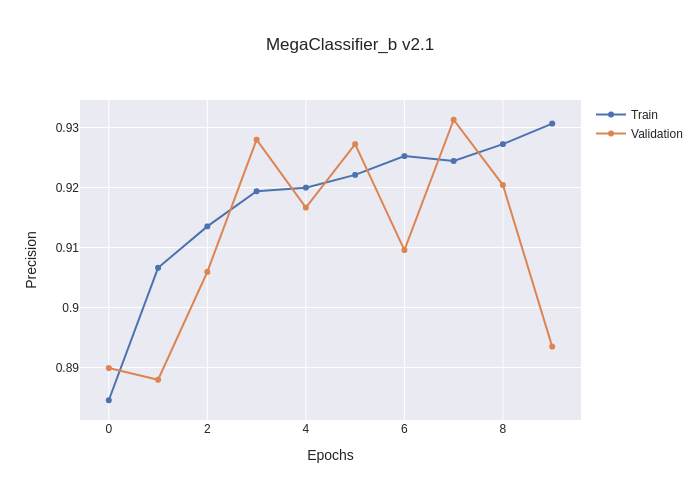 MegaClassifier_b v2.1
Train
Validation
0.93
0.92
0.91
0.9
0.89
Precision
0 2 4 6 8
Epochs